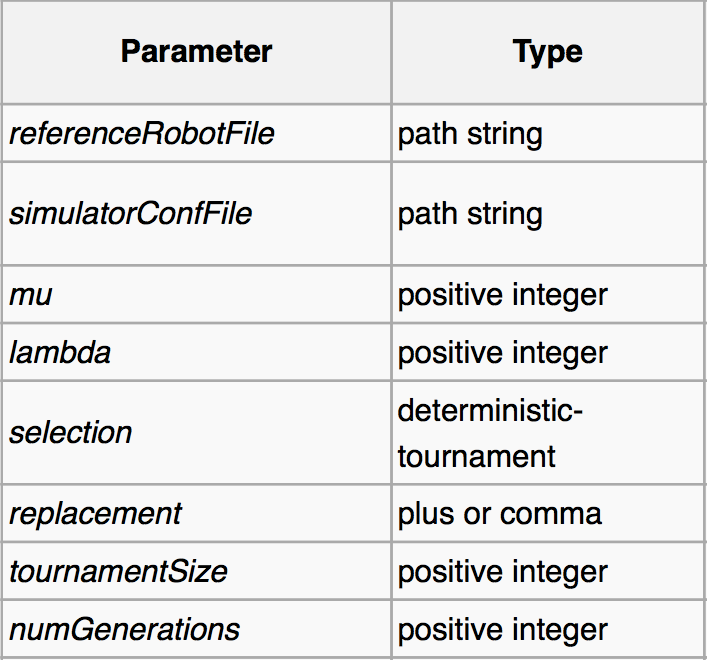 Parameter Type
referenceRobotFile path string
simulatorConfFile path string
mu positive integer
lambda positive integer
selection deterministic-
tournament
replacement plus or comma
tournamentSize positive integer
numGenerations positive integer